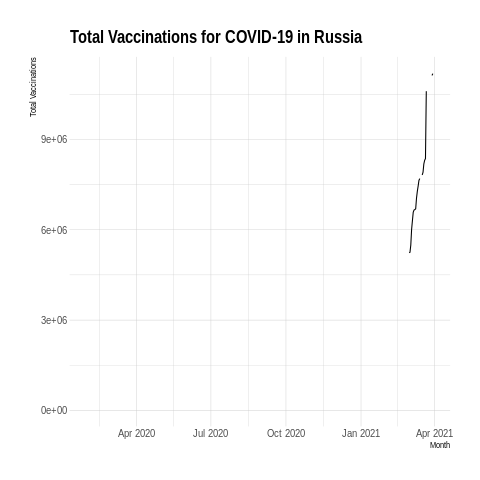 Total Vaccinations for COVID-19 in Russia
Total Vaccinations
9e+06
6e+06
3e+06
0e+00
Apr 2020 Jul 2020 Oct 2020 Jan 2021 Apr 2021
Month